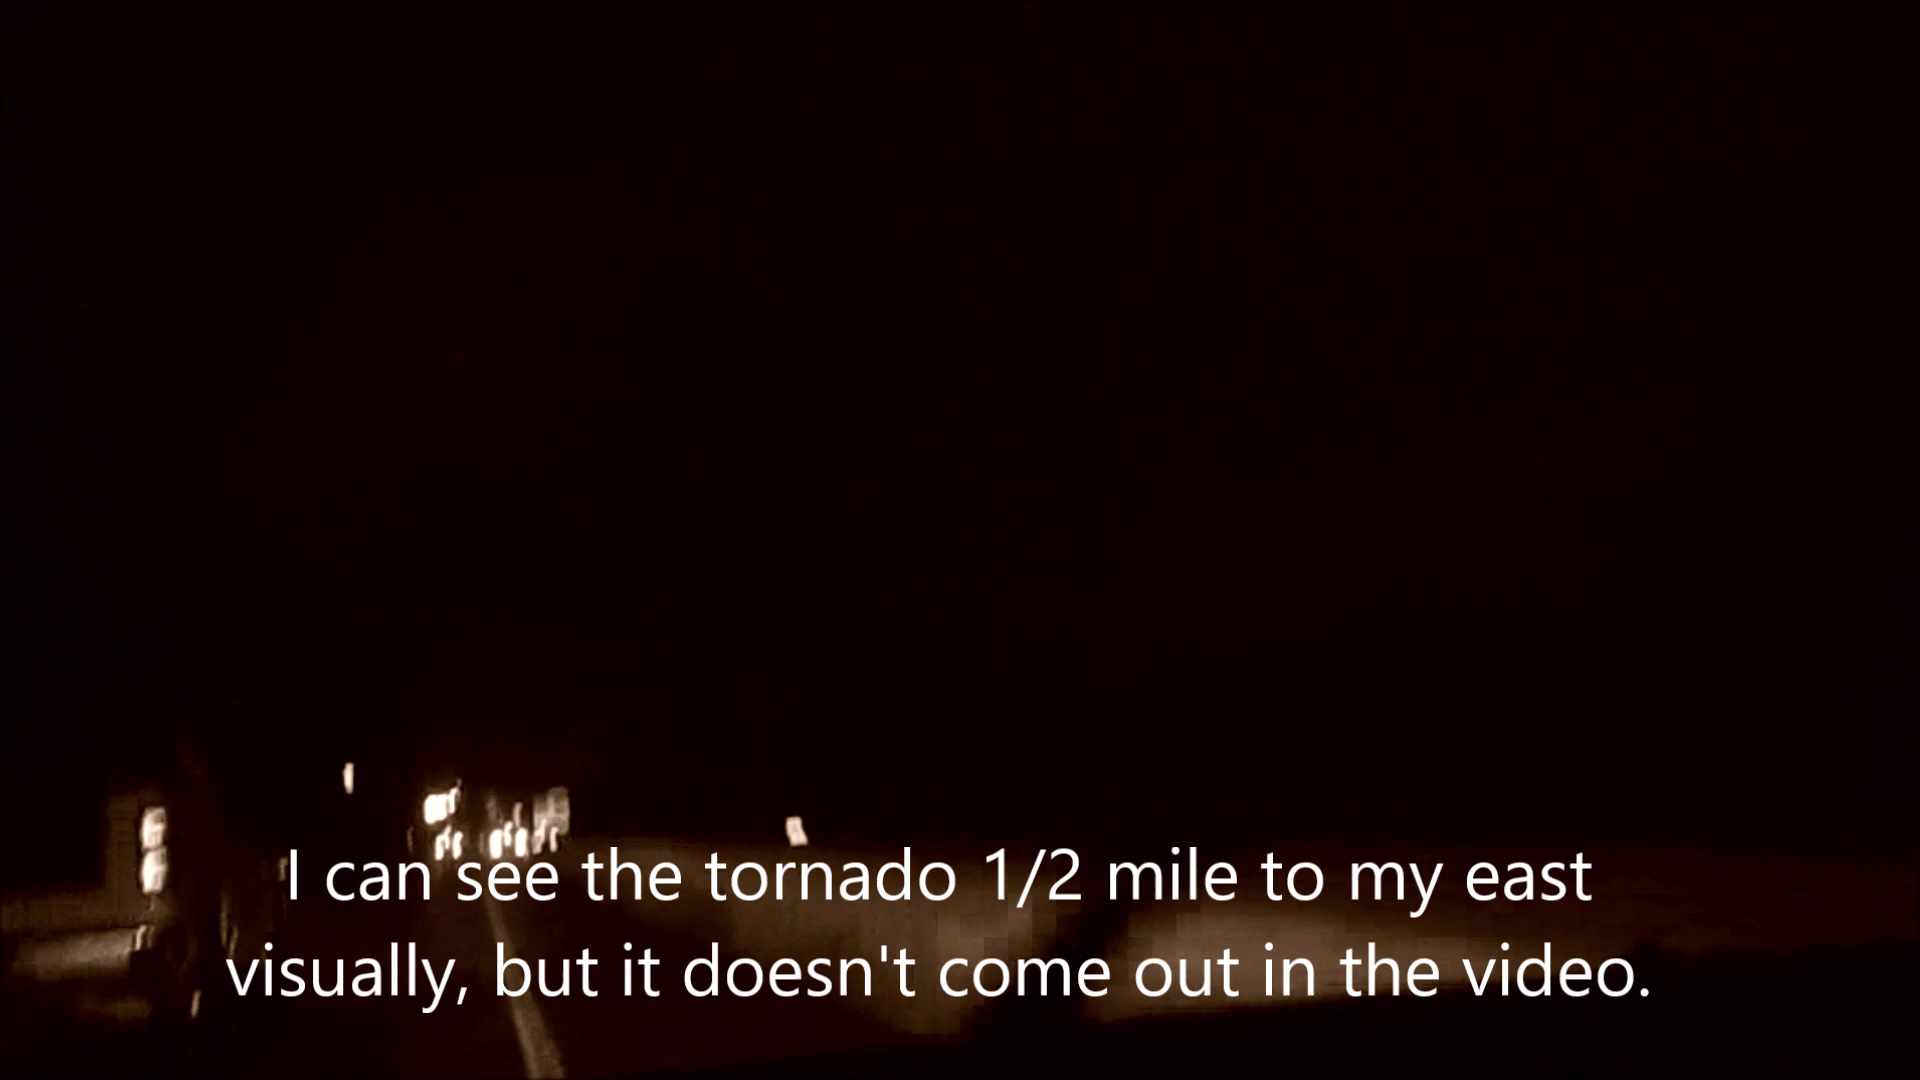 I can see the tornado 1/2 mile to my east
visually, but it doesn't come out in the video.